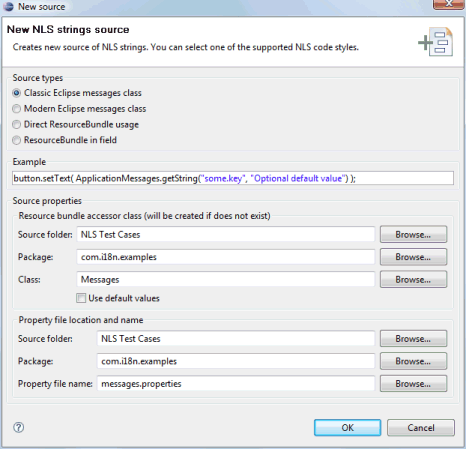 New source
New NLS strings source
Creates new source of NLS strings. You can select one of the supported NLS code styles.
Source types
Classic Eclipse messages class
Modern Eclipse messages class
Direct ResourceBundle usage
ResourceBundle in field
Example
button.setText( ApplicationMessages.getString("some.key", "Optional default value") );
Source properties
Resource bundle accessor class (will be created if does not exist)
Source folder: NLS Test Cases Browse...
Package: com.i18n.examples Browse...
Class: Messages Browse...
Use default values
Property file location and name
Source folder: NLS Test Cases Browse...
Package: com.i18n.examples Browse...
Property file name: messages.properties Browse...
OK Cancel